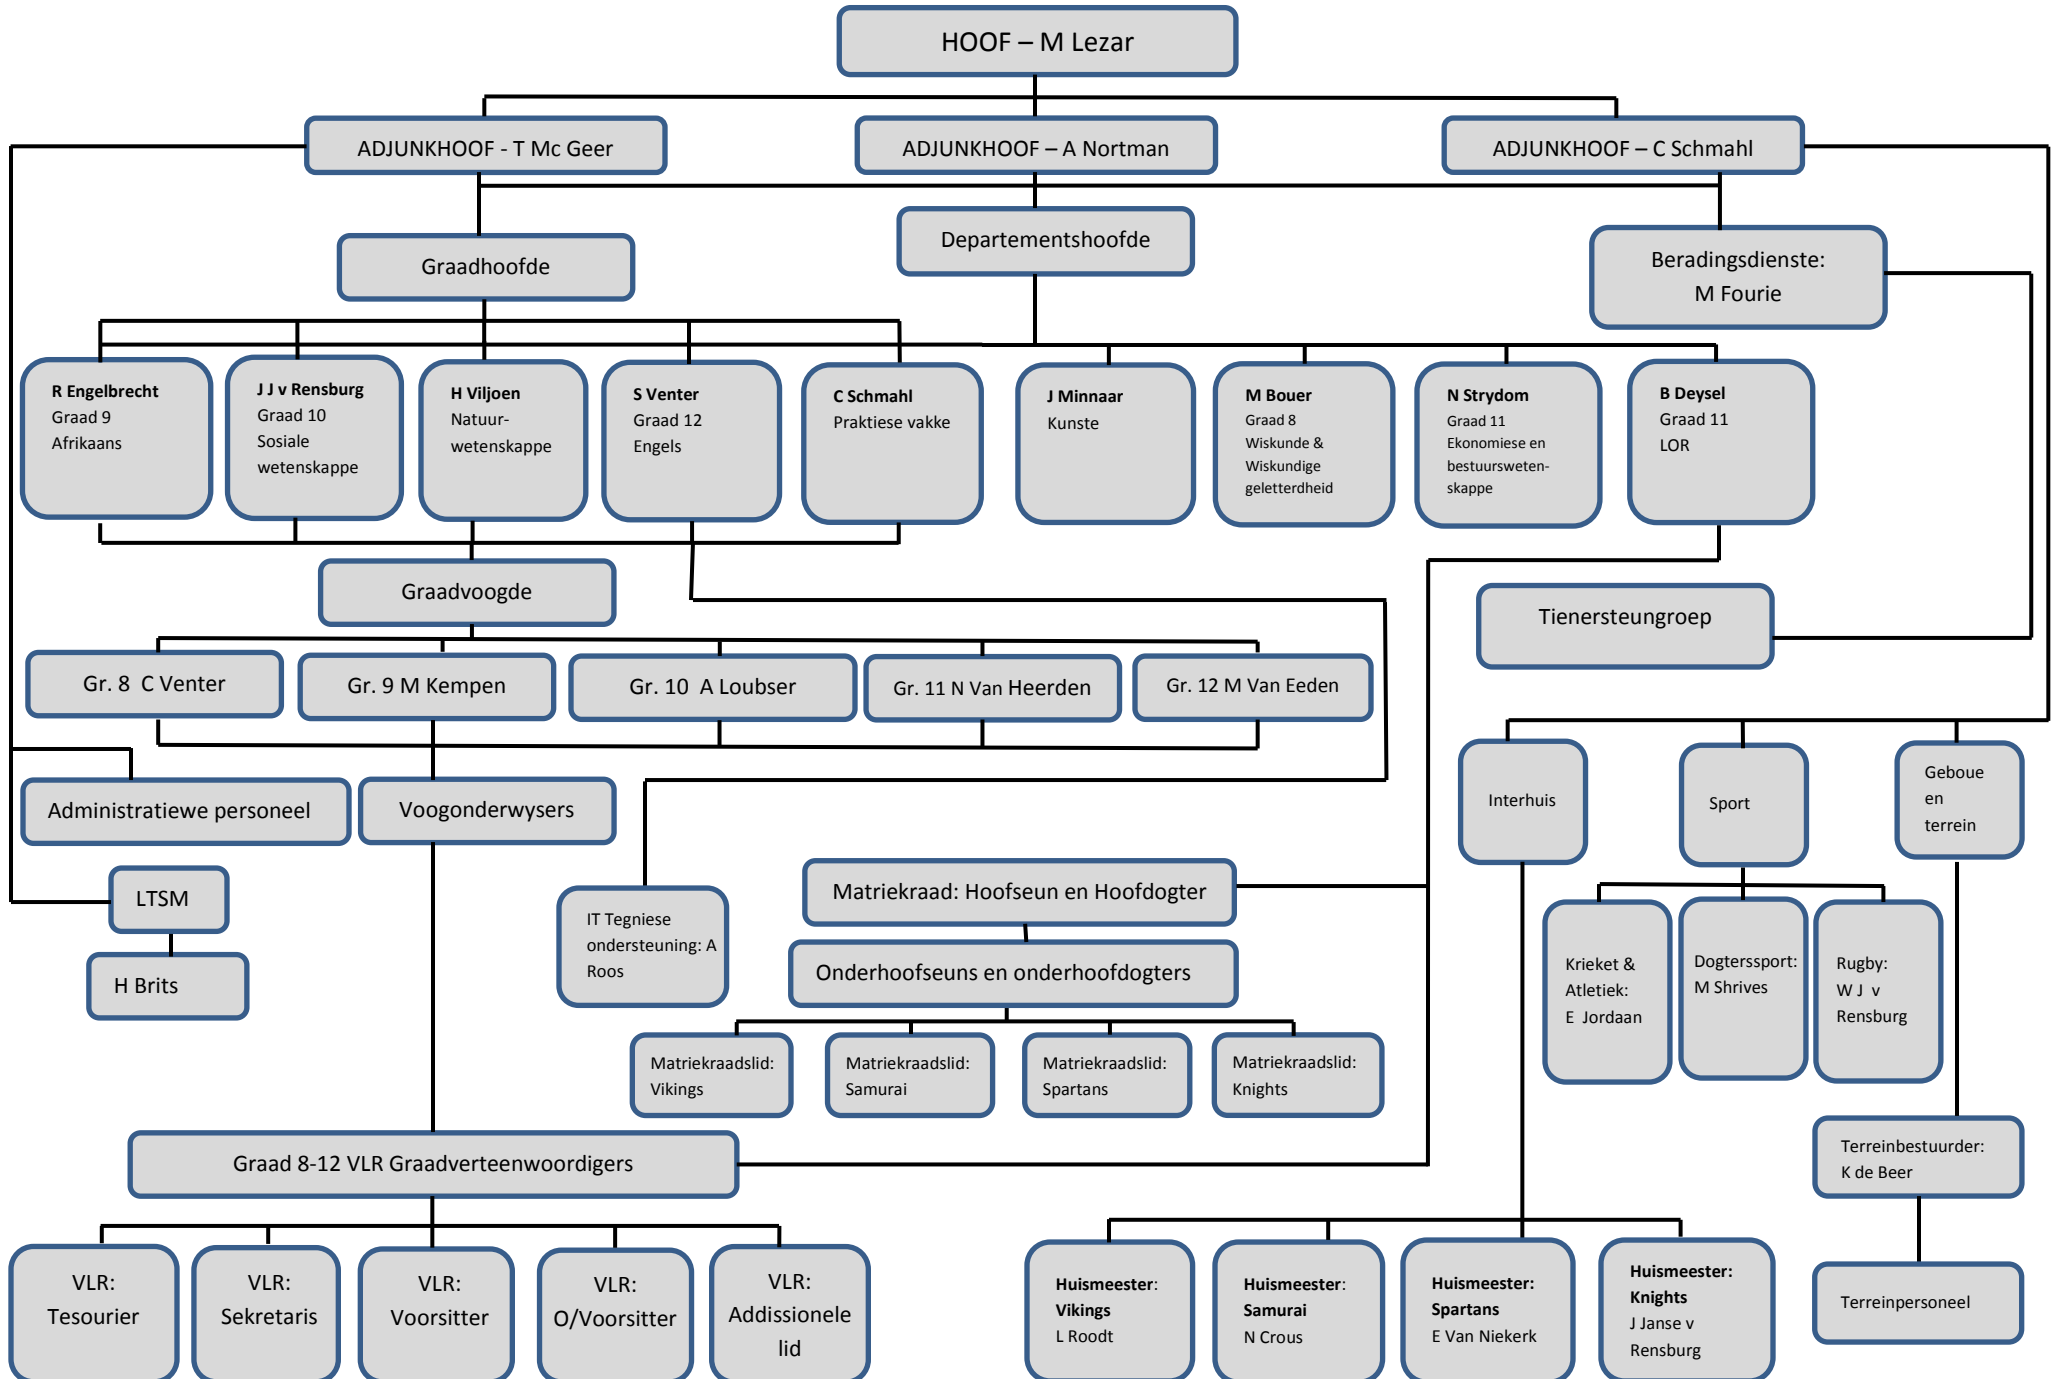 HOOF – M Lezar
ADJUNKHOOF - T Mc Geer
ADJUNKHOOF – A Nortman
ADJUNKHOOF – C Schmahl
Graadhoofde
Departementshoofde
Beradingsdienste:
M Fourie
R Engelbrecht
Graad 9
Afrikaans
J J v Rensburg
Graad 10
Sosiale
wetenskappe
H Viljoen
Natuur-
wetenskappe
S Venter
Graad 12
Engels
C Schmahl
Praktiese vakke
J Minnaar
Kunste
M Bouer
Graad 8
Wiskunde &
Wiskundige
geletterdheid
N Strydom
Graad 11
Ekonomiese en
bestuursweten-
skappe
B Deysel
Graad 11
LOR
Graadvoogde
Tienersteungroep
Gr. 8 C Venter
Gr. 9 M Kempen
Gr. 10 A Loubser
Gr. 11 N Van Heerden
Gr. 12 M Van Eeden
Administratiewe personeel
Voogonderwysers
Interhuis
Sport
Geboue
en
terrein
LTSM
H Brits
IT Tegniese
ondersteuning: A
Roos
Matriekraad: Hoofseun en Hoofdogter
Onderhoofseuns en onderhoofdogters
Matriekraadslid:
Vikings
Matriekraadslid:
Samurai
Matriekraadslid:
Spartans
Matriekraadslid:
Knights
Krieket &
Atletiek:
E Jordaan
Dogterssport:
M Shrives
Rugby:
W J v
Rensburg
Graad 8-12 VLR Graadverteenwoordigers
Terreinbestuurder:
K de Beer
VLR:
Tesourier
VLR:
Sekretaris
VLR:
Voorsitter
VLR:
O/Voorsitter
VLR:
Addissionele
lid
Huismeester:
Vikings
L Roodt
Huismeester:
Samurai
N Crous
Huismeester:
Spartans
E Van Niekerk
Huismeester:
Knights
J Janse v
Rensburg
Terreinpersoneel